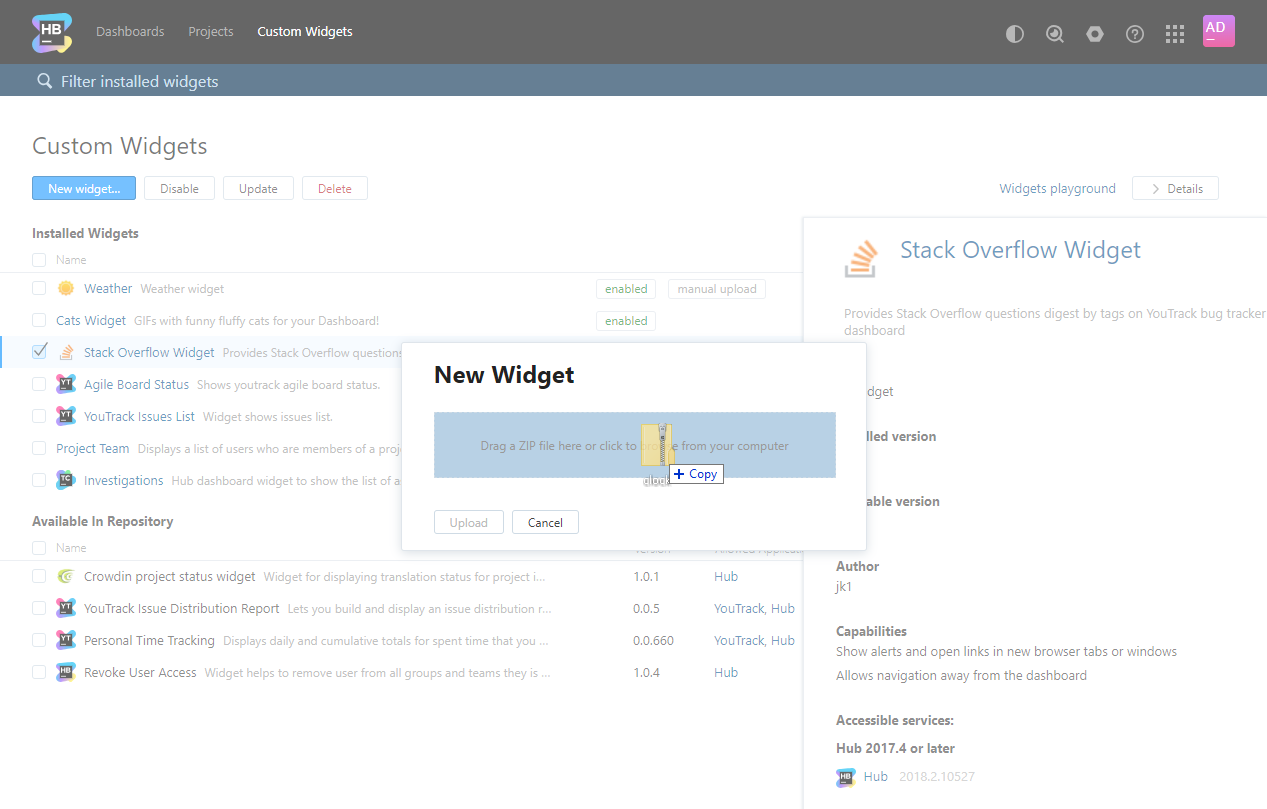 HB
Dashboards Projects Custom Widgets
AD
Filter installed widgets
Custom Widgets
New widget... Disable Update Delete
Widgets playground Details
Installed Widgets
Name
Weather Weather widget enabled manual upload
Cats Widget GIFs with funny fluffy cats for your Dashboard! enabled
Stack Overflow Widget Provides Stack Overflow questions
YT Agile Board Status Shows youtrack agile board status.
YT YouTrack Issues List Widget shows issues list.
Project Team Displays a list of users who are members of a proj
TC Investigations Hub dashboard widget to show the list of a
Available In Repository
Name Version Allowed Applica...
Crowdin project status widget Widget for displaying translation status for project i... 1.0.1 Hub
YT YouTrack Issue Distribution Report Lets you build and display an issue distribution r... 0.0.5 YouTrack, Hub
YT Personal Time Tracking Displays daily and cumulative totals for spent time that you ... 0.0.660 YouTrack, Hub
HB Revoke User Access Widget helps to remove user from all groups and teams they is ... 1.0.4 Hub
New Widget
Drag a ZIP file here or click to browse from your computer
Copy
Upload Cancel
Stack Overflow Widget
Provides Stack Overflow questions digest by tags on YouTrack bug tracker
dashboard
dget
lled version
able version
Author
jk1
Capabilities
Show alerts and open links in new browser tabs or windows
Allows navigation away from the dashboard
Accessible services:
Hub 2017.4 or later
HB Hub 2018.2.10527